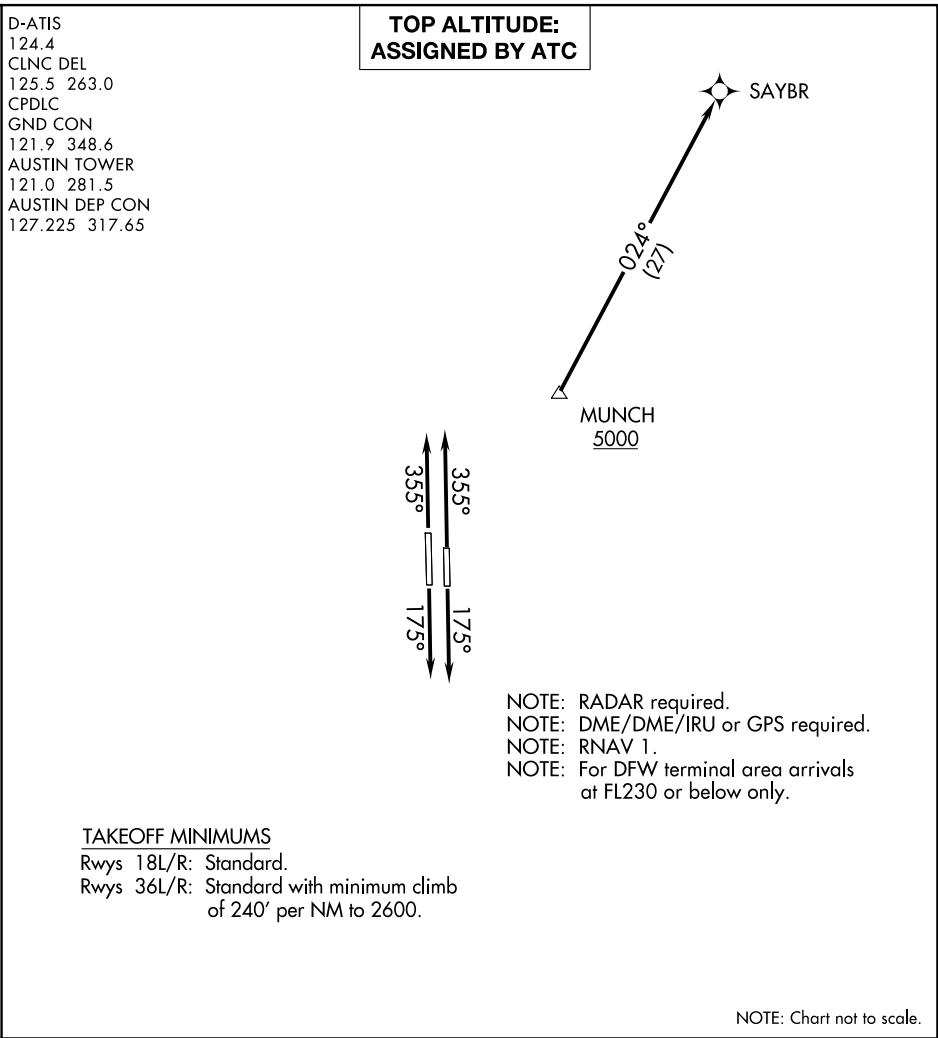 D-ATIS
124.4
CLNC DEL
125.5 263.0
CPDLC
GND CON
121.9 348.6
AUSTIN TOWER
121.0 281.5
AUSTIN DEP CON
127.225 317.65
TOP ALTITUDE:
ASSIGNED BY ATC
SAYBR
024°
(27)
MUNCH
5000
355°
355°
175°
175°
NOTE: RADAR required.
NOTE: DME/DME/IRU or GPS required.
NOTE: RNAV 1.
NOTE: For DFW terminal area arrivals
at FL230 or below only.
TAKEOFF MINIMUMS
Rwys 18L/R: Standard.
Rwys 36L/R: Standard with minimum climb
of 240' per NM to 2600.
NOTE: Chart not to scale.